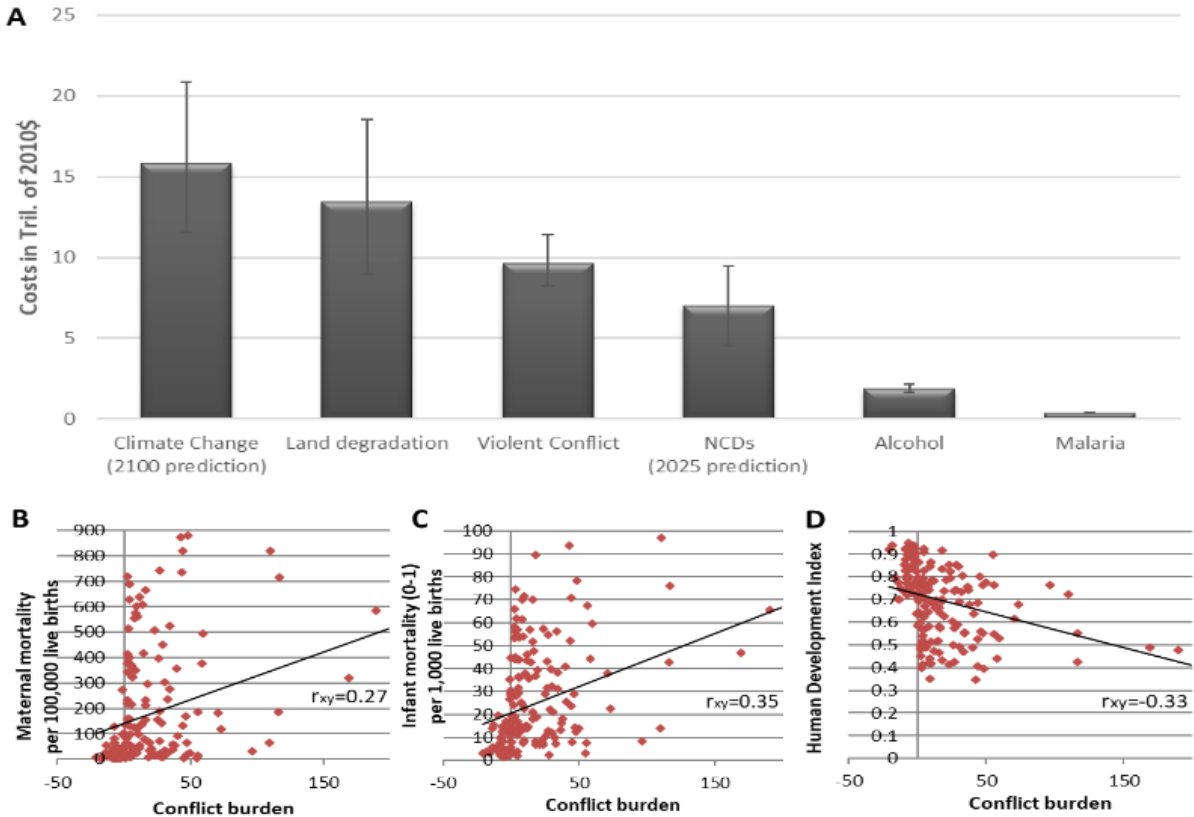 A
25
20
15
10
5
0
Costs in Tril. of 2010$
Climate Change
(2100 prediction)
Land degradation
Violent Conflict
NCDs
(2025 prediction)
Alcohol
Malaria
B
900
800
700
600
500
400
300
200
100
0
Maternal mortality
per 100,000 live births
rxy=0.27
-50
50
150
Conflict burden
C
100
90
80
70
60
50
40
30
20
10
0
Infant mortality (0-1)
per 1,000 live births
rxy=0.35
-50
50
150
Conflict burden
D
1
0.9
0.8
0.7
0.6
0.5
0.4
0.3
0.2
0.1
0
Human Development Index
rxy=-0.33
-50
50
150
Conflict burden